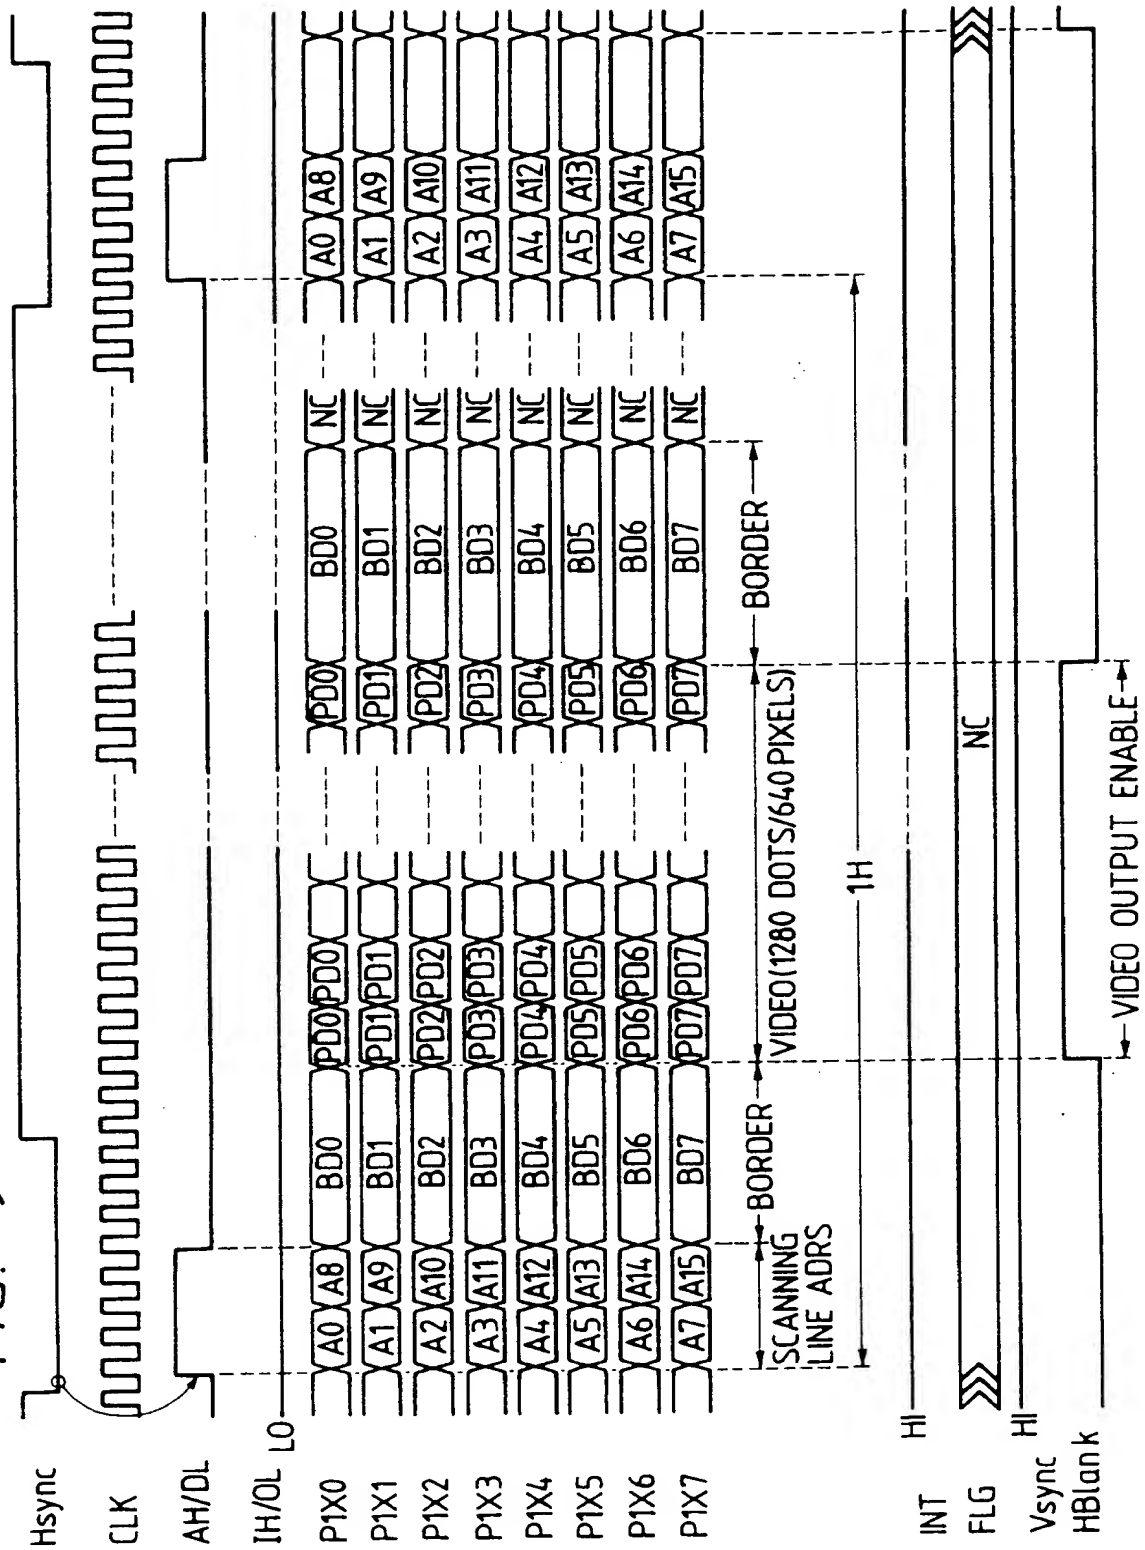 FIG.
Hsync
CLK
AH/DL
IH/OL LO
P1X0 A0 A8 BD0 PD0 PD0 PD0 BD0 NC A0 A8
P1X1 A1 A9 BD1 PD1 PD1 PD1 BD1 NC A1 A9
P1X2 A2 A10 BD2 PD2 PD2 PD2 BD2 NC A2 A10
P1X3 A3 A11 BD3 PD3 PD3 PD3 BD3 NC A3 A11
P1X4 A4 A12 BD4 PD4 PD4 PD4 BD4 NC A4 A12
P1X5 A5 A13 BD5 PD5 PD5 PD5 BD5 NC A5 A13
P1X6 A6 A14 BD6 PD6 PD6 PD6 BD6 NC A6 A14
P1X7 A7 A15 BD7 PD7 PD7 PD7 BD7 NC A7 A15
SCANNING
LINE ADRS
BORDER
VIDEO(1280 DOTS/640 PIXELS)
BORDER
1H
INT HI
FLG NC
Vsync HI
HBlank
VIDEO OUTPUT ENABLE